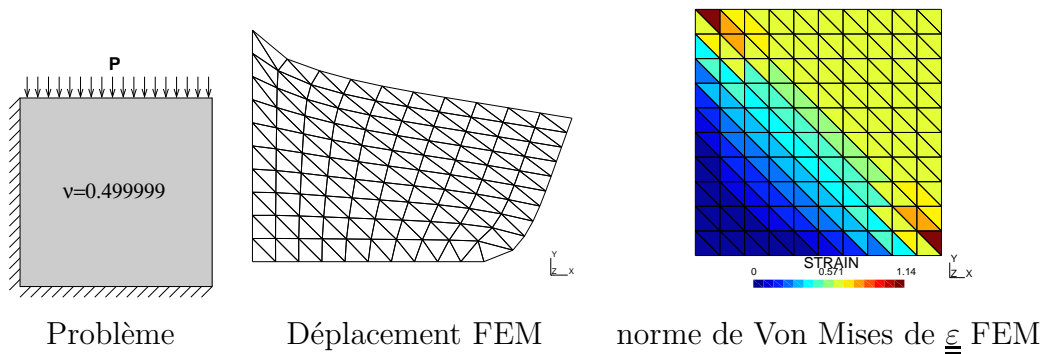 P
ν=0.499999
Y
Z X
STRAIN
0 0.571 1.14
Y
Z X
Problème
Déplacement FEM
norme de Von Mises de ε FEM